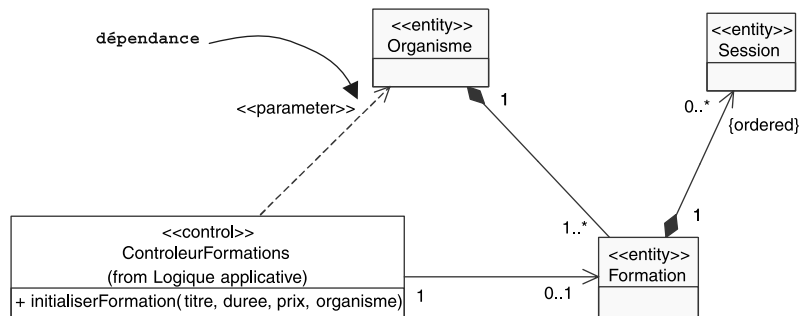 dépendance
<<entity>>
Organisme
<<entity>>
Session
<<parameter>>
1
0..*
{ordered}
1..*
1
<<control>>
ControleurFormations
(from Logique applicative)
+ initialiserFormation(titre, duree, prix, organisme)
1
0..1
<<entity>>
Formation